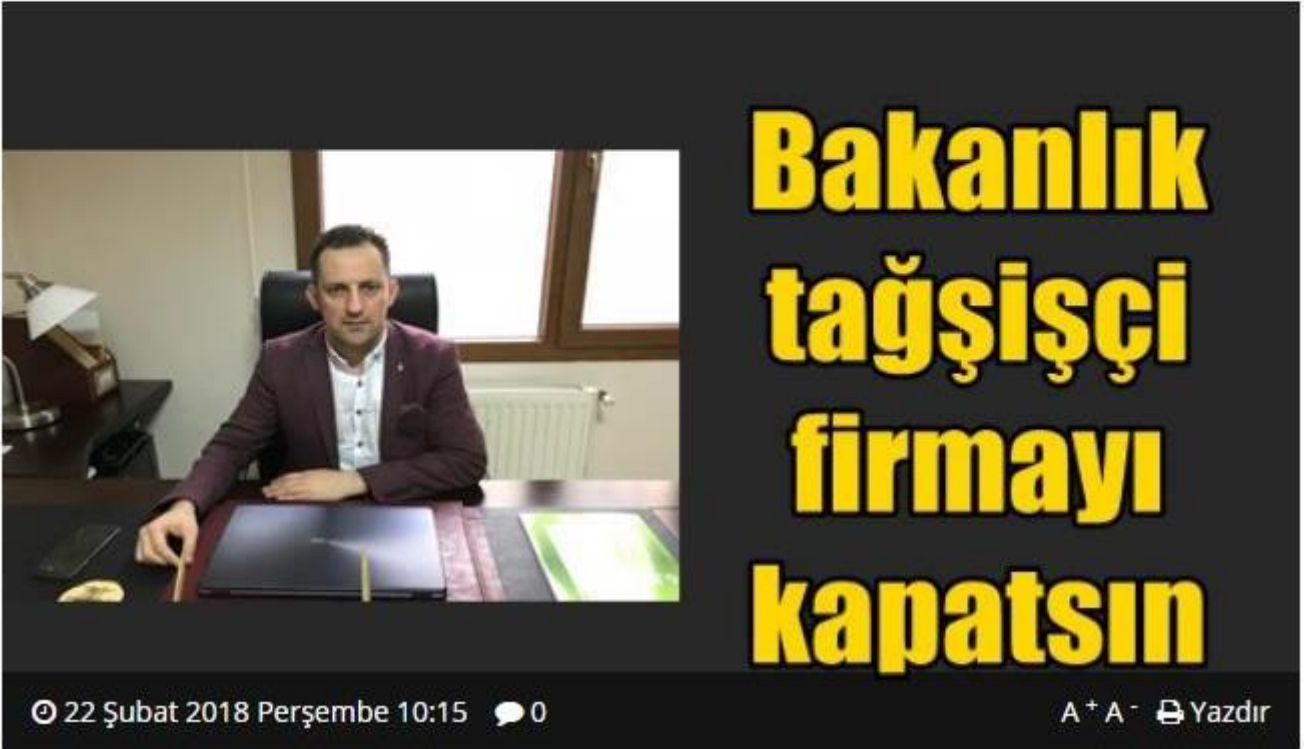 Bakanlık
tağşişçi
firmayı
kapatsın
22 Şubat 2018 Perşembe 10:15 0
A+ A- Yazdır